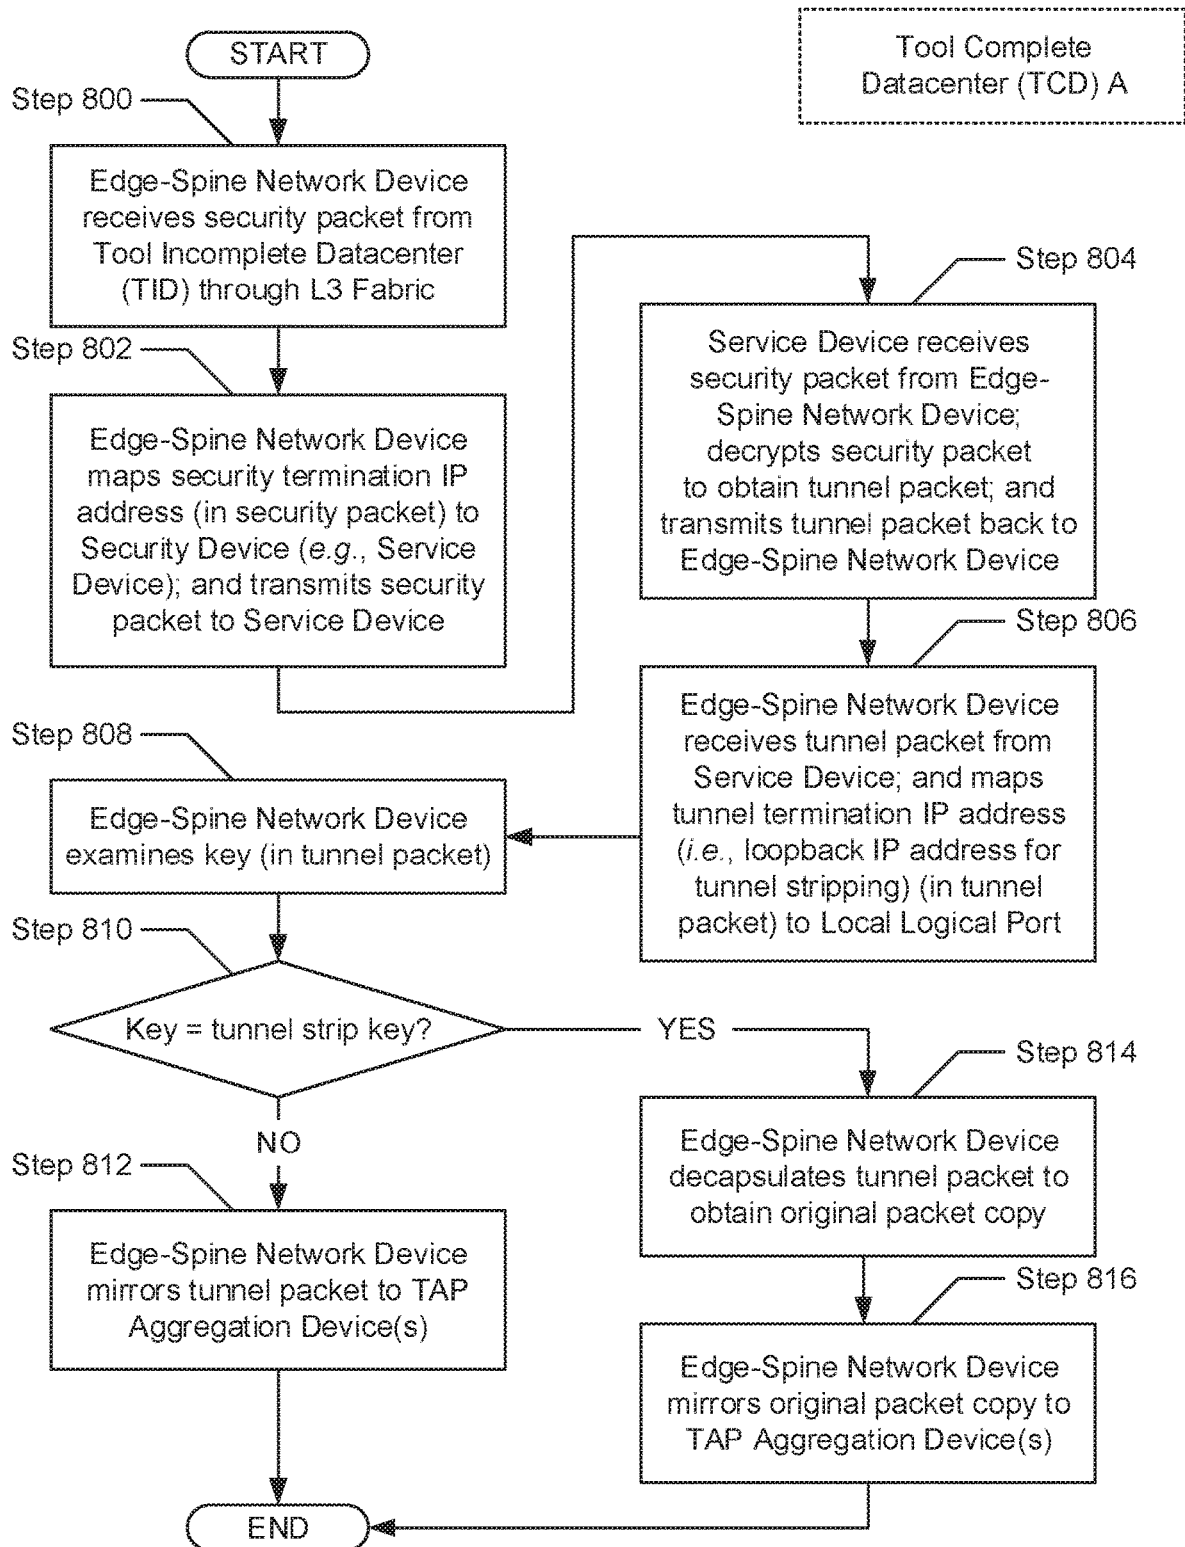 START
Tool Complete
Datacenter (TCD) A
Step 800
Edge-Spine Network Device
receives security packet from
Tool Incomplete Datacenter
(TID) through L3 Fabric
Step 802
Edge-Spine Network Device
maps security termination IP
address (in security packet) to
Security Device (e.g., Service
Device); and transmits security
packet to Service Device
Step 804
Service Device receives
security packet from Edge-
Spine Network Device;
decrypts security packet
to obtain tunnel packet; and
transmits tunnel packet back to
Edge-Spine Network Device
Step 806
Edge-Spine Network Device
receives tunnel packet from
Service Device; and maps
tunnel termination IP address
(i.e., loopback IP address for
tunnel stripping) (in tunnel
packet) to Local Logical Port
Step 808
Edge-Spine Network Device
examines key (in tunnel packet)
Step 810
Key = tunnel strip key?
YES
NO
Step 812
Edge-Spine Network Device
mirrors tunnel packet to TAP
Aggregation Device(s)
Step 814
Edge-Spine Network Device
decapsulates tunnel packet to
obtain original packet copy
Step 816
Edge-Spine Network Device
mirrors original packet copy to
TAP Aggregation Device(s)
END